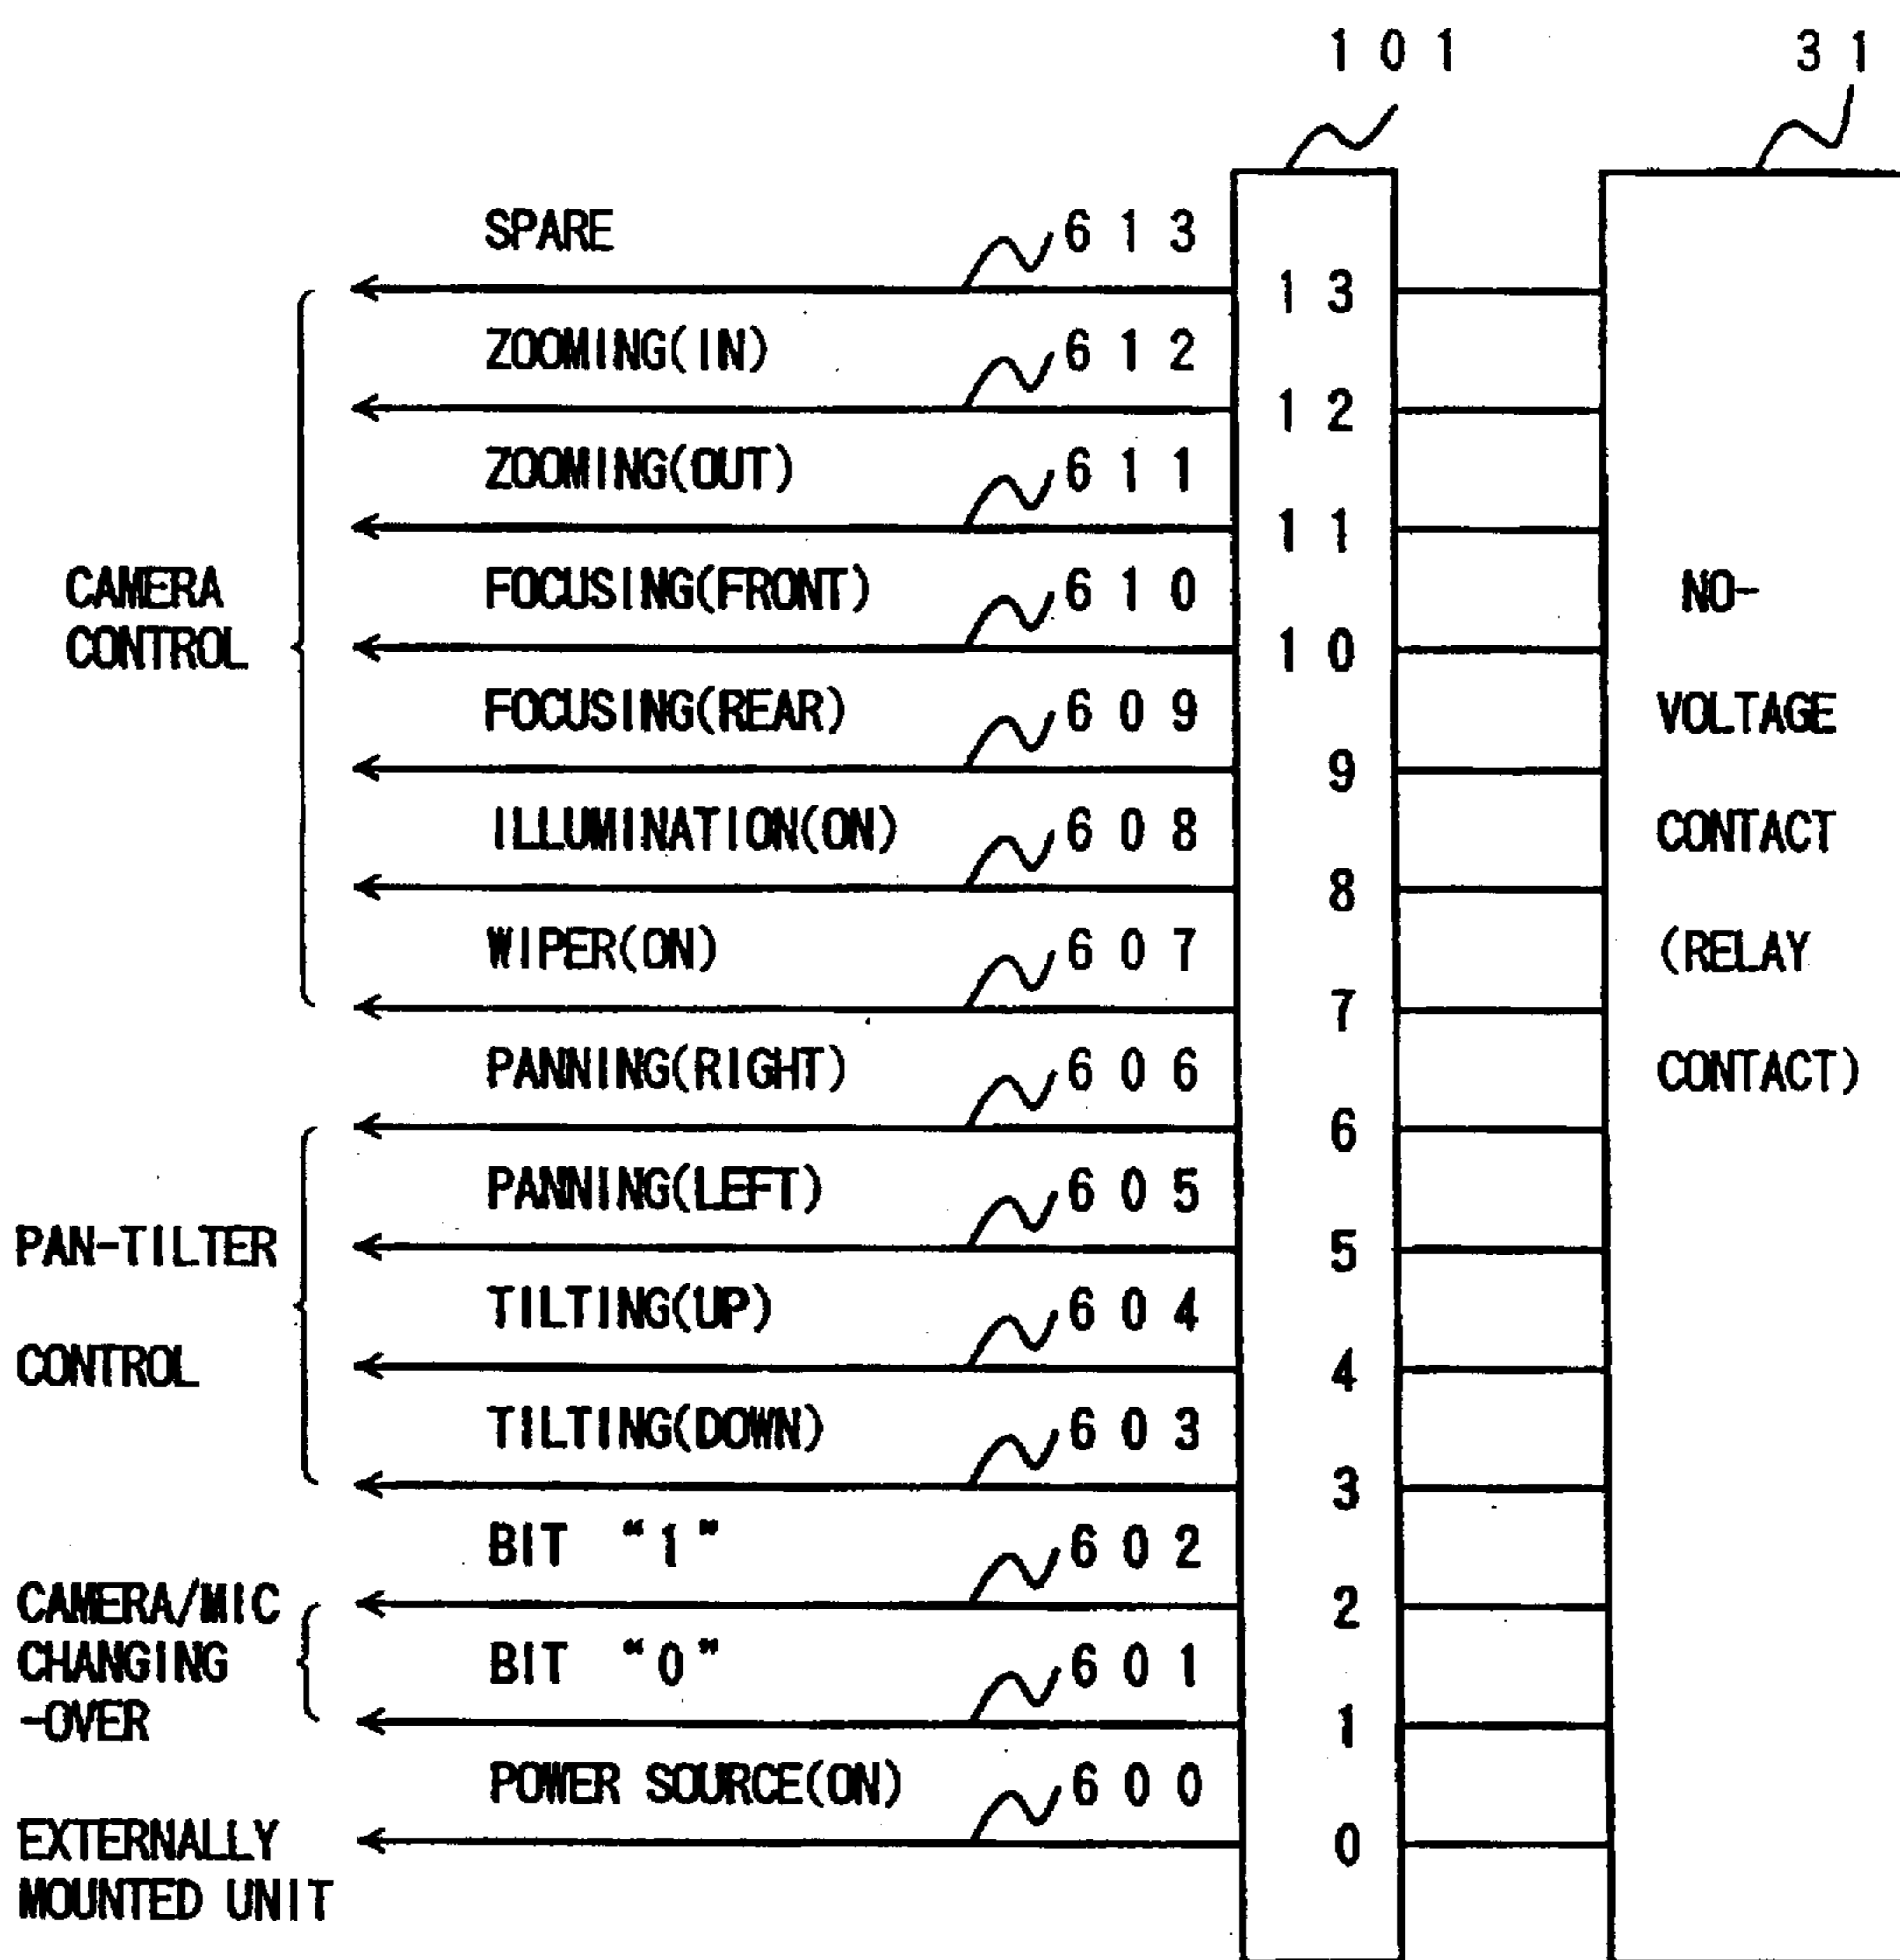 101
31
SPARE
613
13
ZOOMING(IN)
612
12
ZOOMING(OUT)
611
11
CAMERA
CONTROL
FOCUSING(FRONT)
610
10
FOCUSING(REAR)
609
9
ILLUMINATION(ON)
608
8
WIPER(ON)
607
7
PANNING(RIGHT)
606
6
NO-
VOLTAGE
CONTACT
(RELAY
CONTACT)
PAN-TILTER
CONTROL
PANNING(LEFT)
605
5
TILTING(UP)
604
4
TILTING(DOWN)
603
3
CAMERA/MIC
CHANGING
-OVER
BIT "1"
602
2
BIT "0"
601
1
POWER SOURCE(ON)
600
0
EXTERNALLY
MOUNTED UNIT